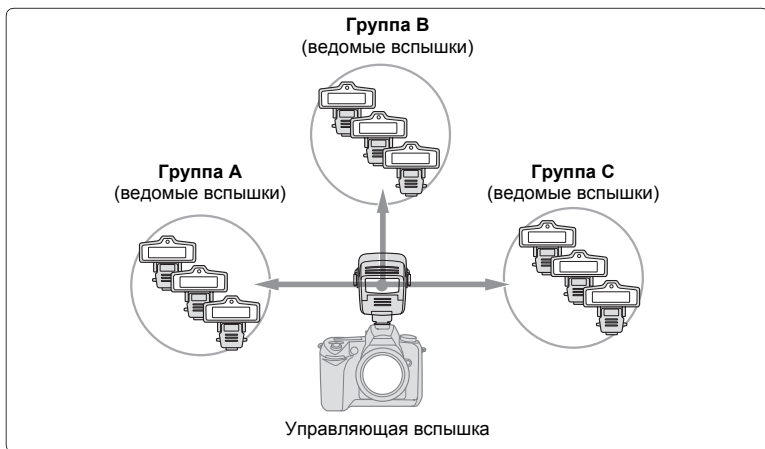 Группа B
(ведомые вспышки)
Группа A
(ведомые вспышки)
Группа C
(ведомые вспышки)
Управляющая вспышка